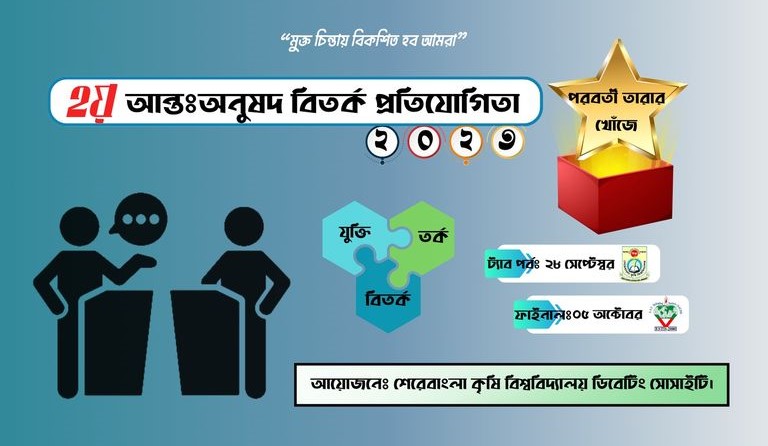 “মুক্ত চিন্তায় বিকশিত হব আমরা”
২য় আন্তঃঅনুষদ বিতর্ক প্রতিযোগিতা
২০২৩
পরবর্তী তারার
খোঁজে
যুক্তি
তর্ক
বিতর্ক
ট্যাব পর্বঃ ২৮ সেপ্টেম্বর
ফাইনালঃ০৫ অক্টোবর
আয়োজনেঃ শেরেবাংলা কৃষি বিশ্ববিদ্যালয় ডিবেটিং সোসাইটি।